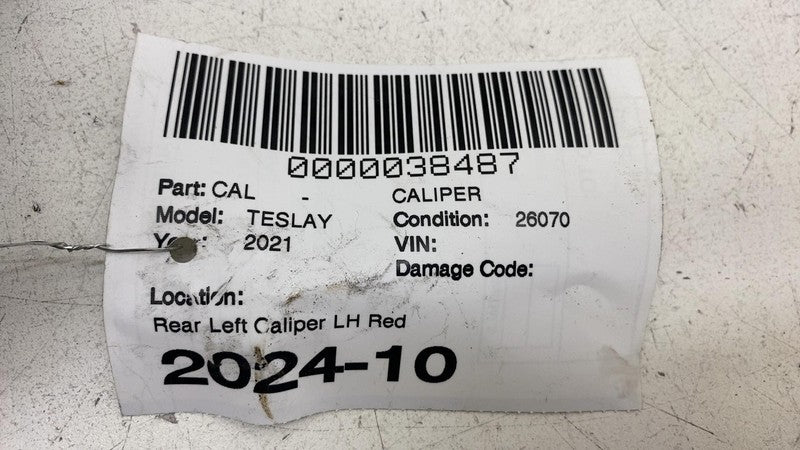 0000038487
Part: CAL - CALIPER
Model: TESLAY Condition: 26070
Year: 2021 VIN:
Damage Code:
Location:
Rear Left Caliper LH Red
2024-10